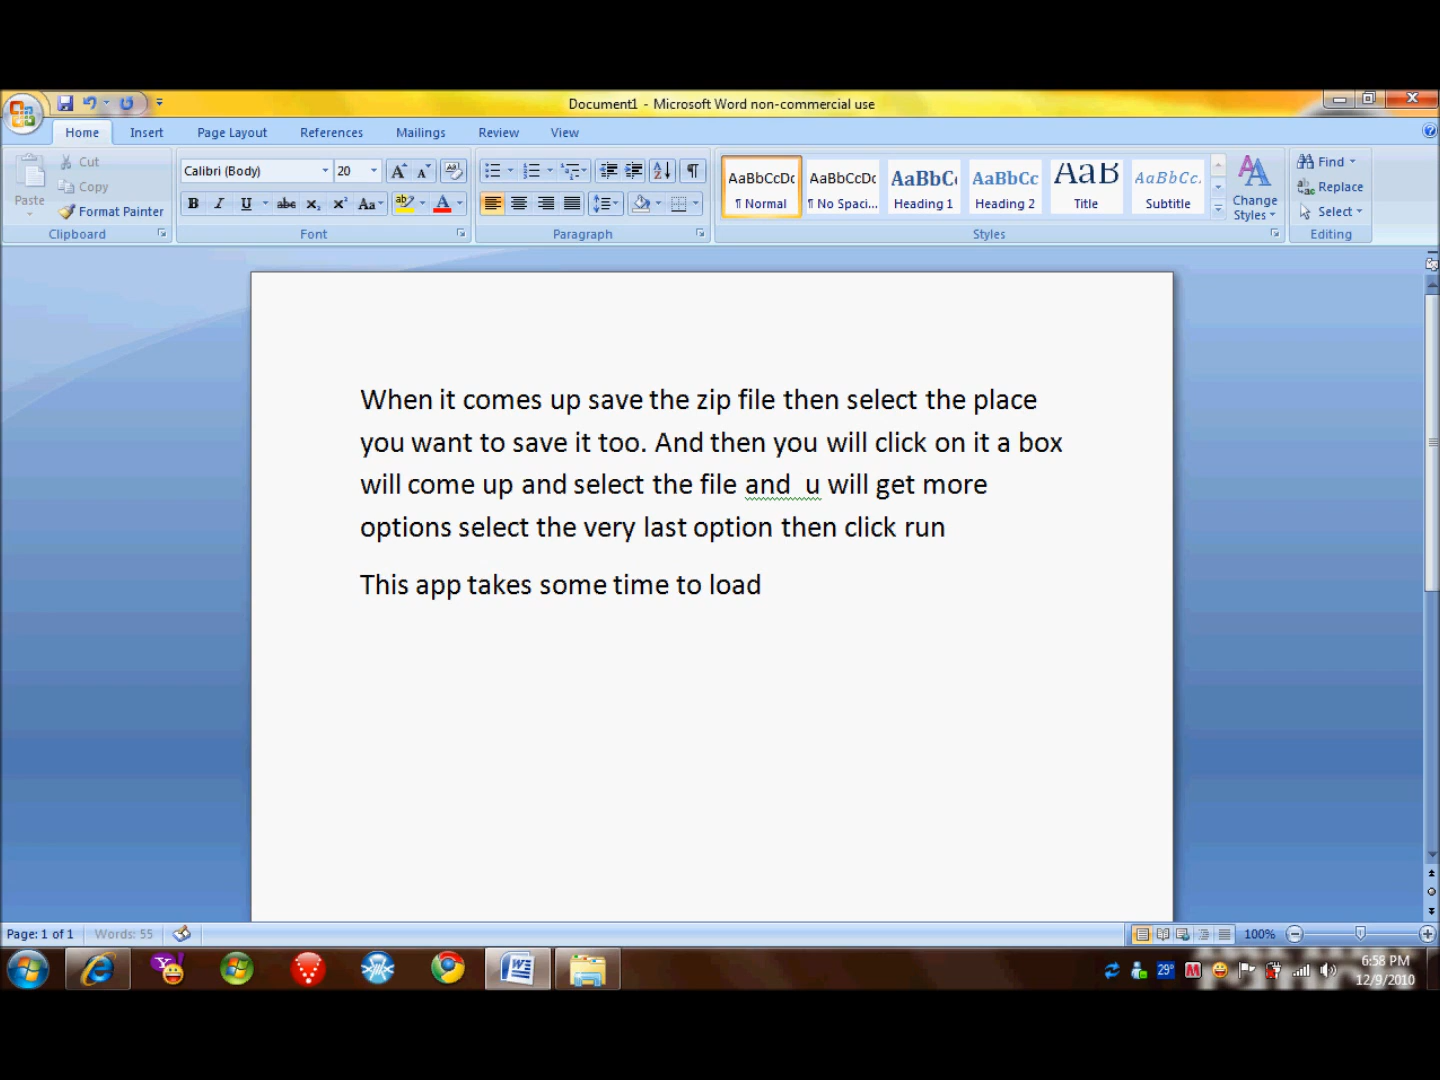 Document1 - Microsoft Word non-commercial use
Home Insert Page Layout References Mailings Review View
Cut
Copy
Paste
Format Painter
Clipboard
Calibri (Body) 20
Font
Paragraph
AaBbCcDc AaBbCcDc AaBbC AaBbCc AaB AaBbCc.
¶ Normal ¶ No Spaci... Heading 1 Heading 2 Title Subtitle
Change
Styles
Styles
Find
Replace
Select
Editing
When it comes up save the zip file then select the place
you want to save it too. And then you will click on it a box
will come up and select the file and  u will get more
options select the very last option then click run
This app takes some time to load
Page: 1 of 1 Words: 55 100%
29°
6:58 PM
12/9/2010